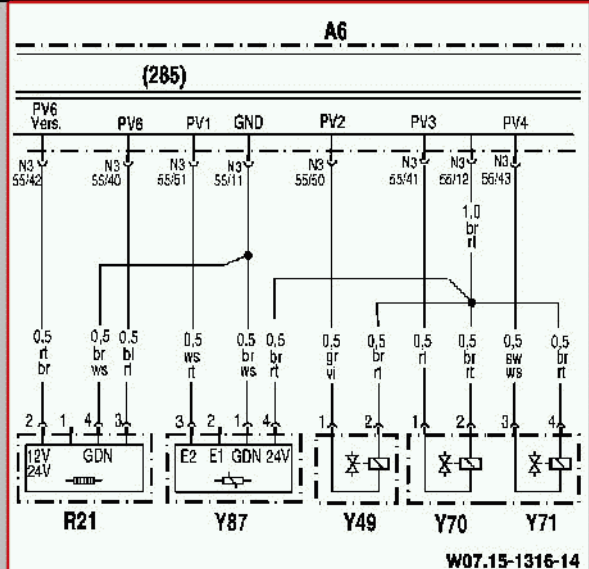 A6
(285)
PV6 Vers. PV6 PV1 GND PV2 PV3 PV4
N3 N3 N3 N3 N3 N3 N3 N3
55/42 55/40 55/51 55/11 55/50 55/41 55/12 55/43
1,0
br
rt
0,5 0,5 0,5 0,5 0,5 0,5 0,5 0,5 0,5 0,5 0,5 0,5
rt br bl ws br br gr br rt br sw br
br ws rt rt ws rt vi rt rt ws rt
2 1 4 3 3 2 1 4 1 2 1 2 3 4
12V GDN E2 E1 GDN 24V
24V
R21 Y87 Y49 Y70 Y71
W07.15-1316-14